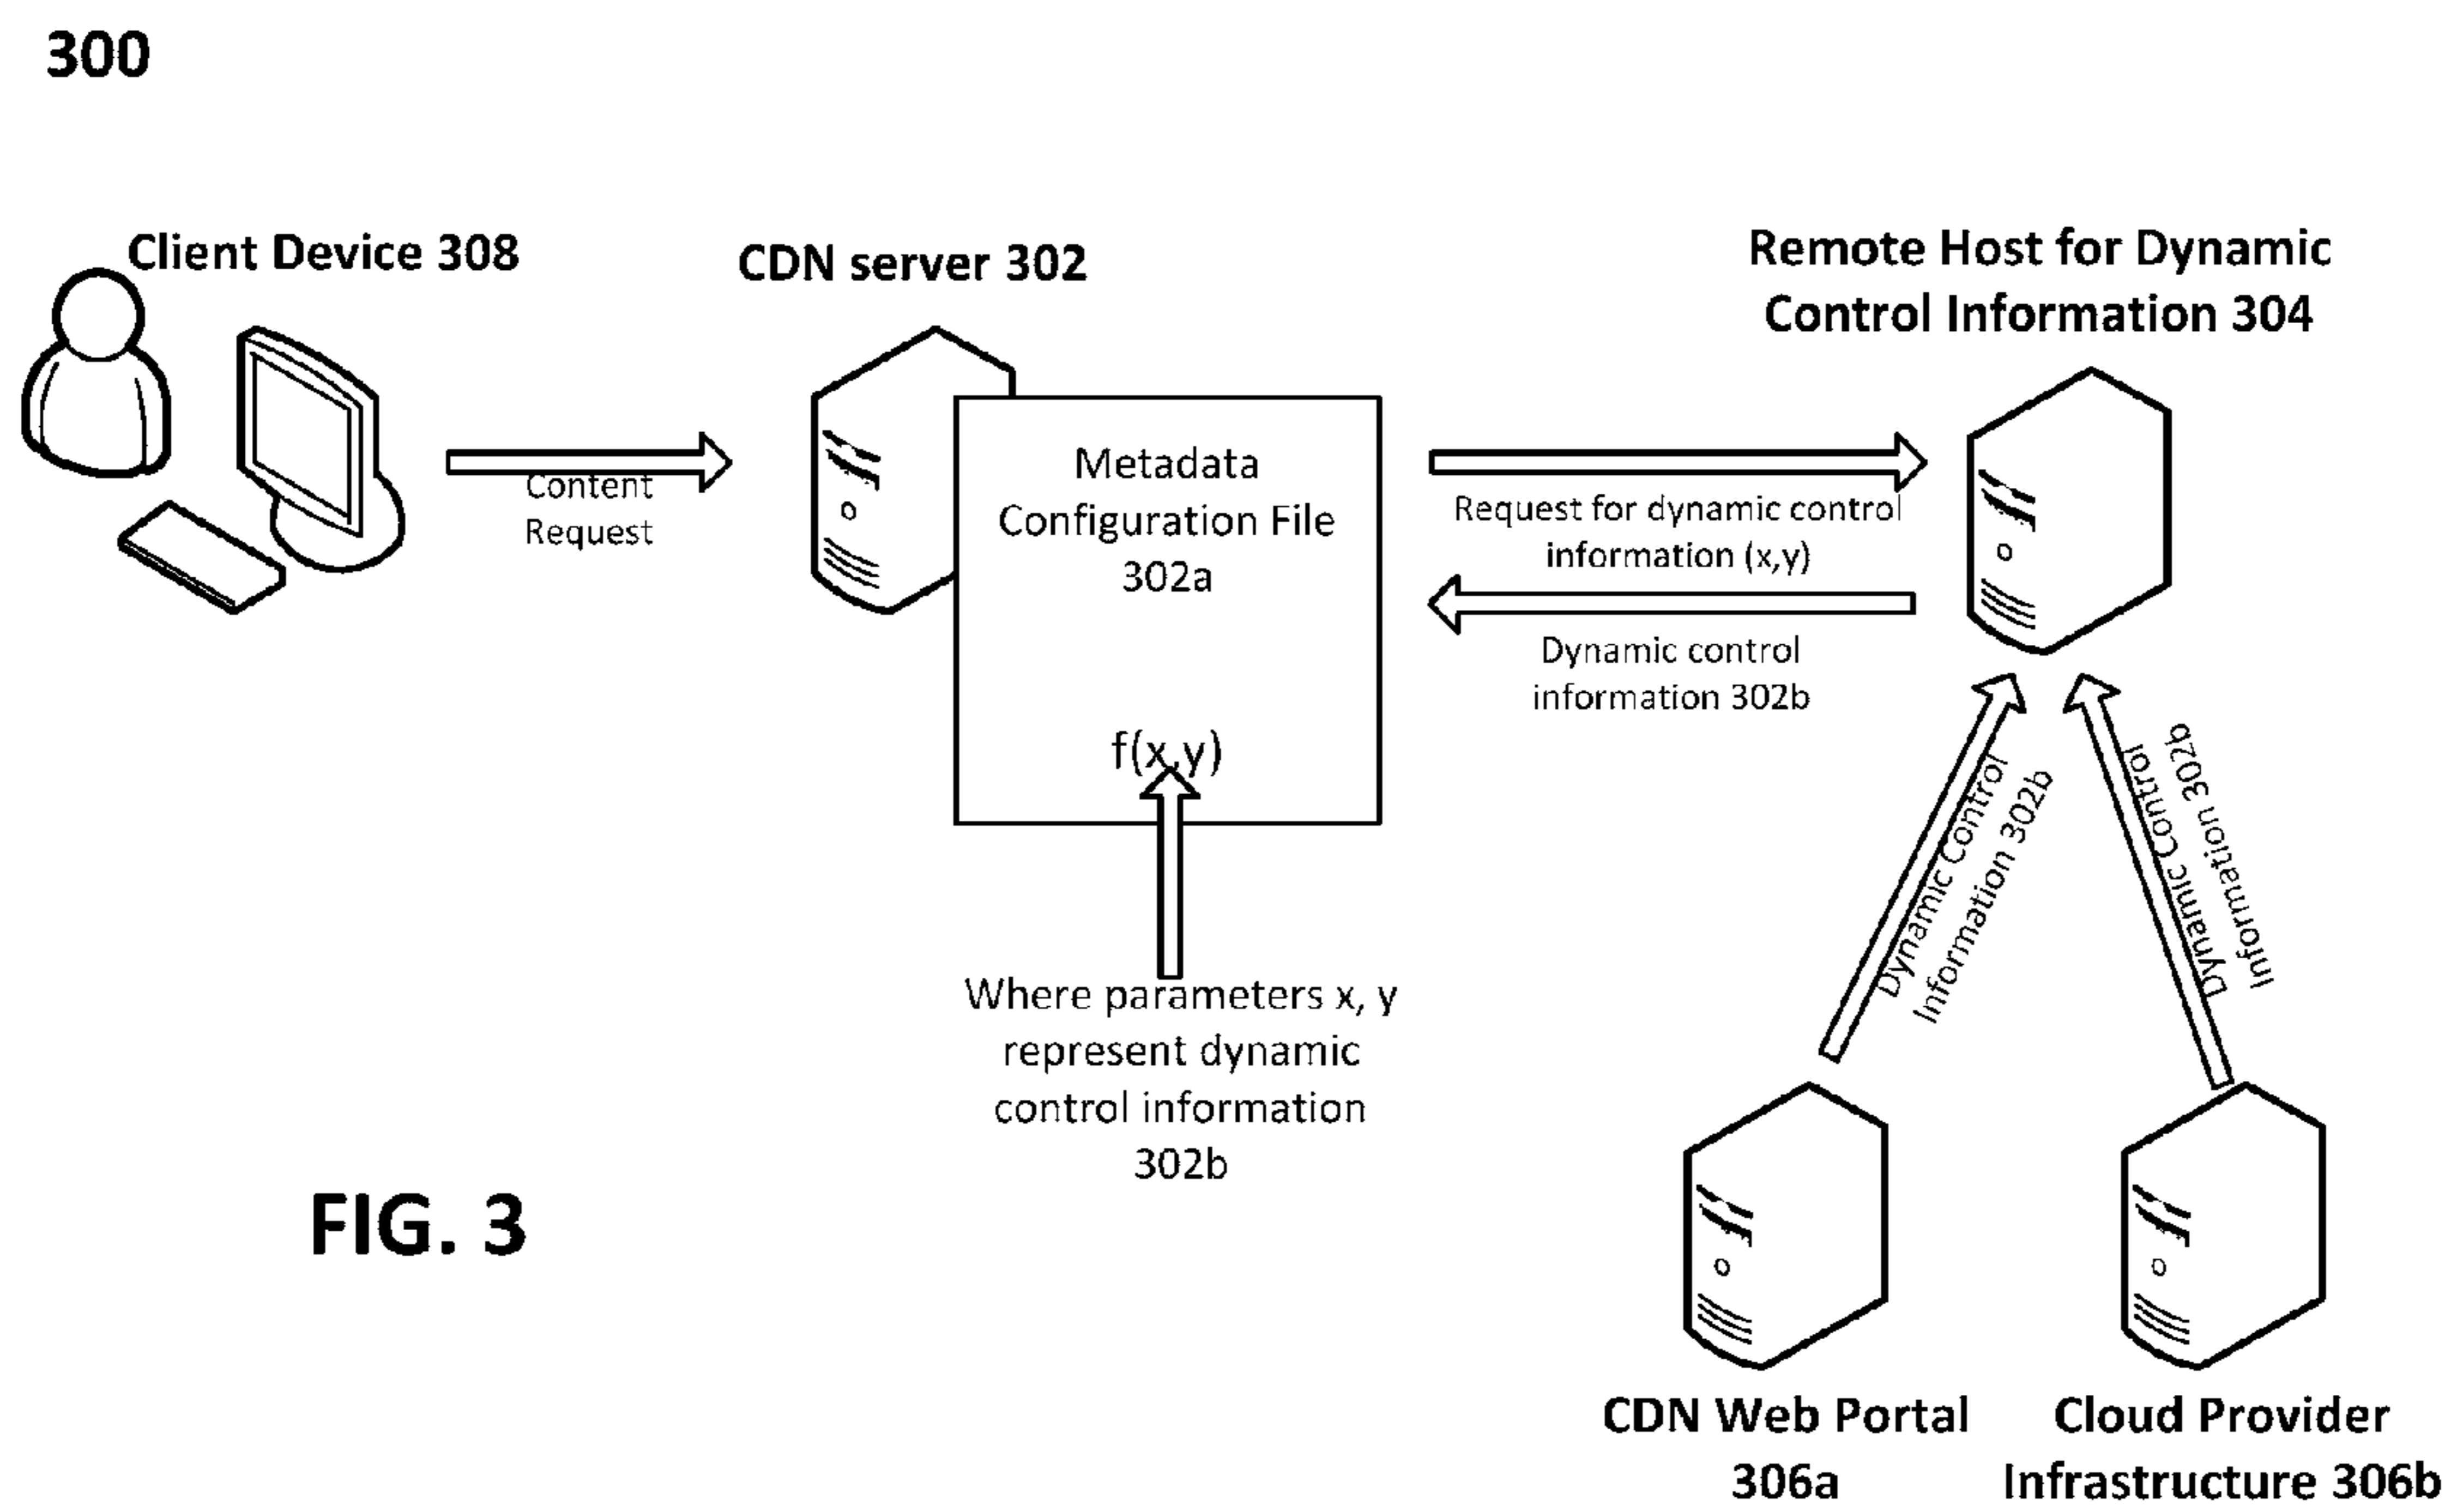 300
Client Device 308
CDN server 302
Remote Host for Dynamic
Control Information 304
Content
Request
Metadata
Configuration File
302a
f(x,y)
Request for dynamic control
information (x,y)
Dynamic control
information 302b
Where parameters x, y
represent dynamic
control information
302b
Dynamic Control
Information 302b
Dynamic Control
Information 302b
FIG. 3
CDN Web Portal
306a
Cloud Provider
Infrastructure 306b